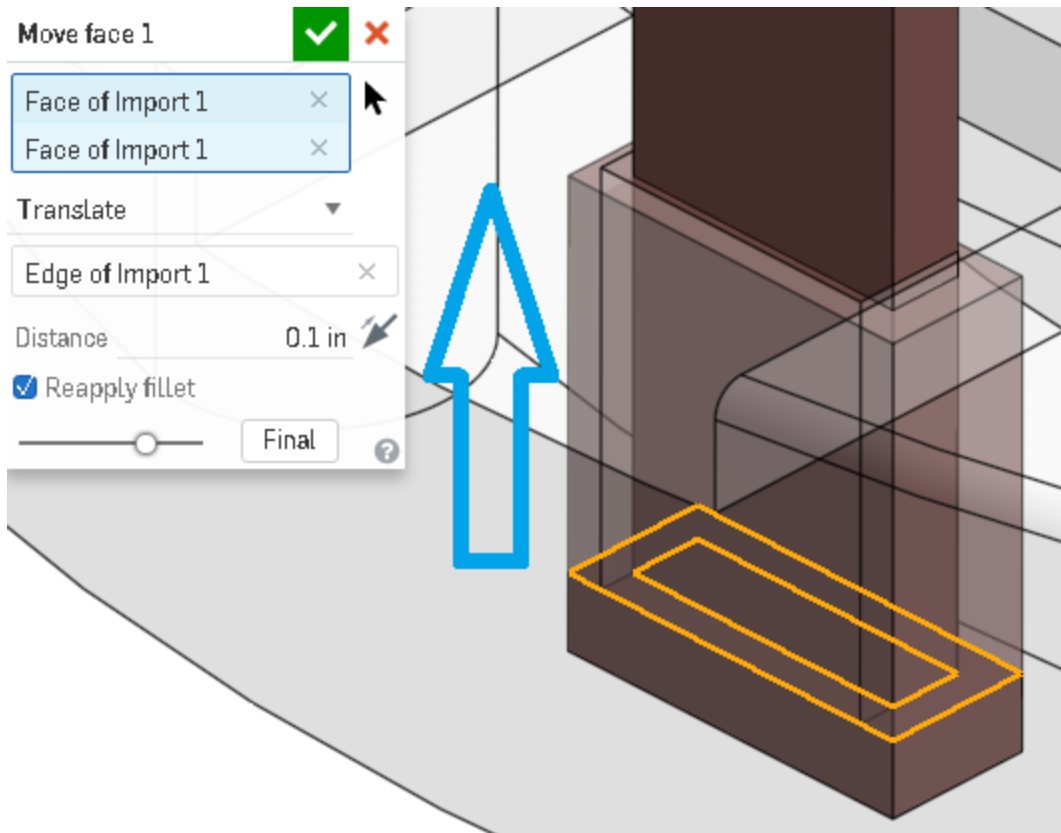 Move face 1
Face of Import 1
Face of Import 1
Translate
Edge of Import 1
Distance 0.1 in
Reapply fillet
Final
?